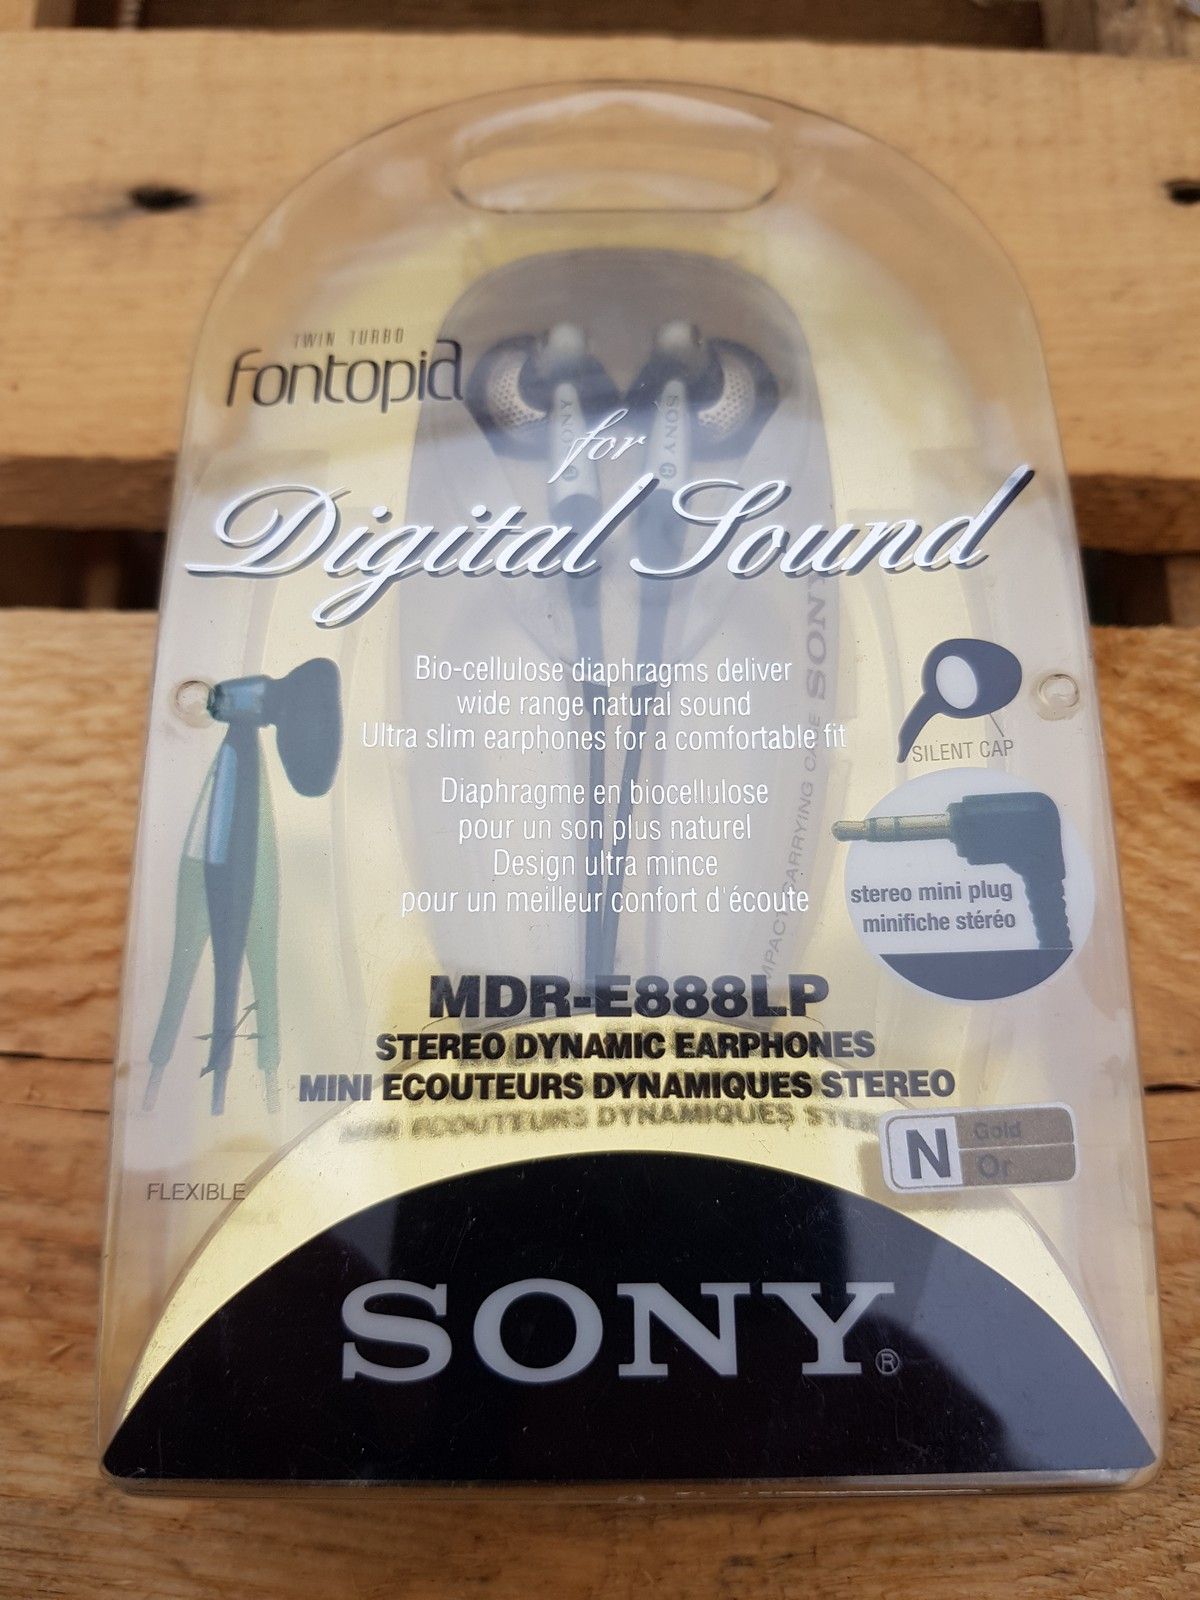 TWIN TURBO
fontopia
SONY
SONY
for
Digital Sound
Bio-cellulose diaphragms deliver
wide range natural sound
Ultra slim earphones for a comfortable fit
SILENT CAP
Diaphragme en biocellulose
pour un son plus naturel
Design ultra mince
pour un meilleur confort d'écoute
CARRYING CASE SONY
stereo mini plug
minifiche stéréo
MDR-E888LP
STEREO DYNAMIC EARPHONES
MINI ECOUTEURS DYNAMIQUES STEREO
N Gold
Or
FLEXIBLE
SONY®